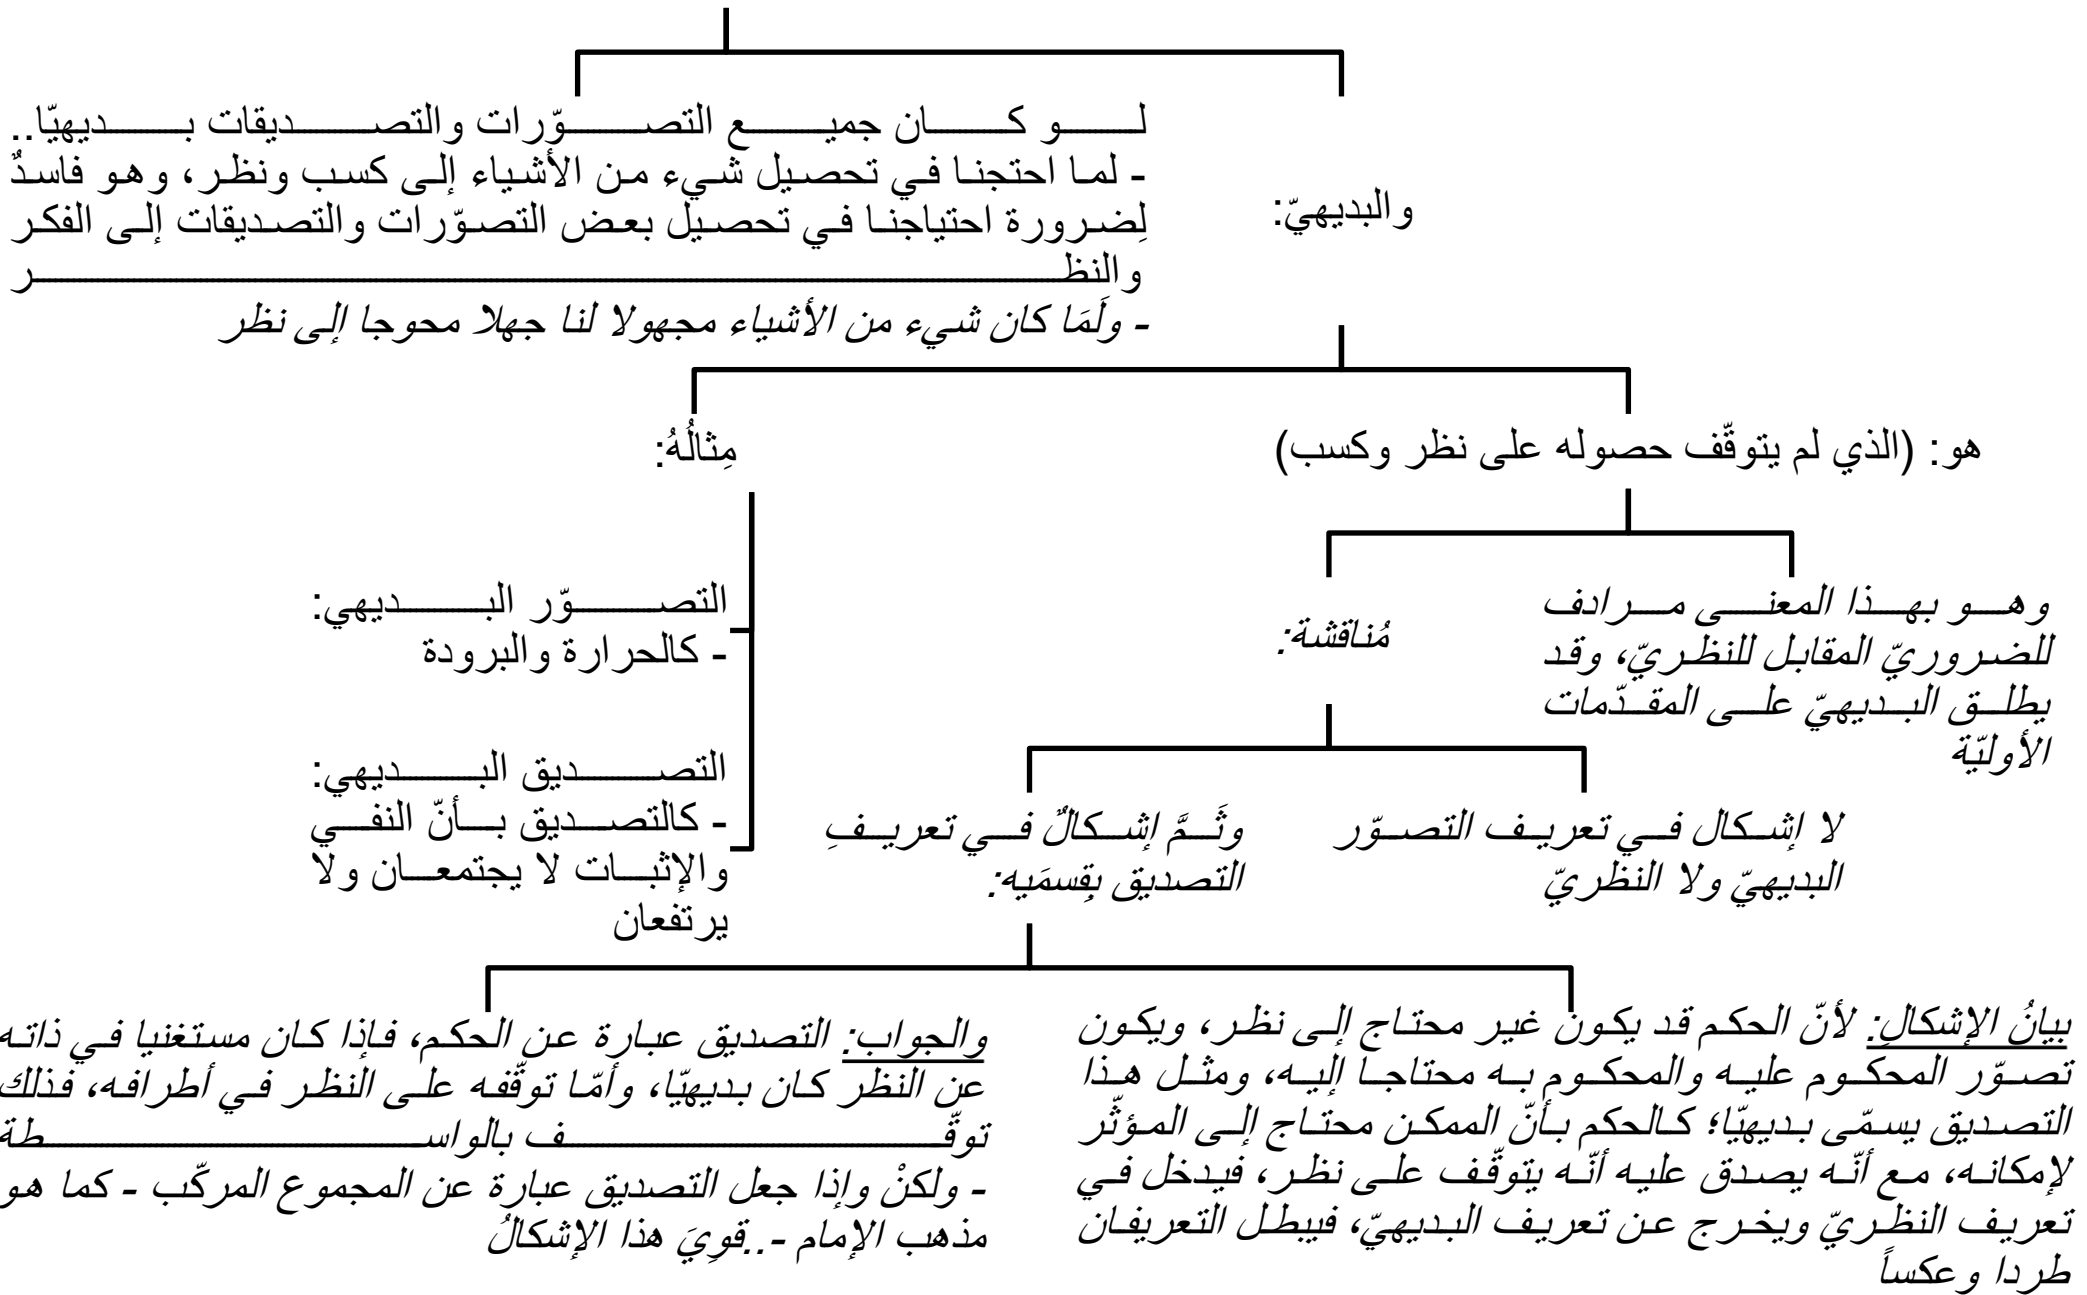 والبديهيّ:
لو كان جميع التصوّرات والتصديقات بديهيّا..
- لما احتجنا في تحصيل شيء من الأشياء إلى كسب ونظر، وهو فاسدٌ
لِضرورة احتياجنا في تحصيل بعض التصوّرات والتصديقات إلى الفكر
والنظر
- ولَمَا كان شيء من الأشياء مجهولا لنا جهلا محوجا إلى نظر
هو: (الذي لم يتوقّف حصوله على نظر وكسب)
مِثالُهُ:
وهو بهذا المعنى مرادف
للضروريّ المقابل للنظريّ، وقد
يطلق البديهيّ على المقدّمات
الأوليّة
مُناقشة:
التصوّر البديهي:
- كالحرارة والبرودة
التصديق البديهي:
- كالتصديق بأنّ النفي
والإثبات لا يجتمعان ولا
يرتفعان
لا إشكال في تعريف التصوّر
البديهيّ ولا النظريّ
وثَمَّ إشكالٌ في تعريفِ
التصديق بِقِسمَيه:
بيانُ الإشكالِ: لأنّ الحكم قد يكون غير محتاج إلى نظر، ويكون
تصوّر المحكوم عليه والمحكوم به محتاجا إليه، ومثل هذا
التصديق يسمّى بديهيّا؛ كالحكم بأنّ الممكن محتاج إلى المؤثّر
لإمكانه، مع أنّه يصدق عليه أنّه يتوقّف على نظر، فيدخل في
تعريف النظريّ ويخرج عن تعريف البديهيّ، فيبطل التعريفان
طردا وعكساً
والجواب: التصديق عبارة عن الحكم، فإذا كان مستغنيا في ذاته
عن النظر كان بديهيّا، وأمّا توقّفه على النظر في أطرافه، فذلك
توقّف بالواسطة
- ولكنْ وإذا جعل التصديق عبارة عن المجموع المركّب - كما هو
مذهب الإمام -..قوِيَ هذا الإشكالُ